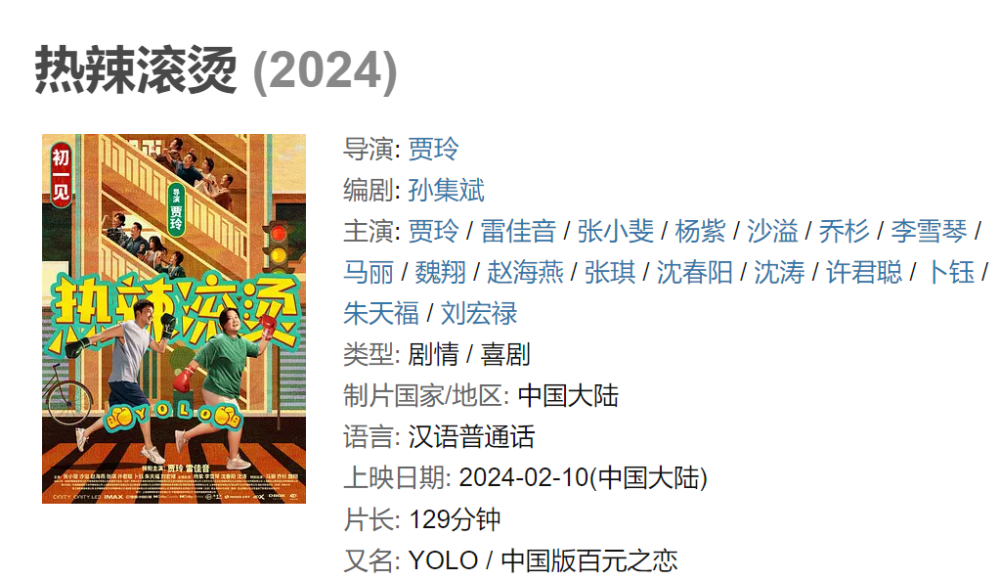 热辣滚烫 (2024)
初一见
导演
贾玲
热辣滚烫
YOLO
特别主演: 贾玲 雷佳音
导演: 贾玲
编剧: 孙集斌
主演: 贾玲 / 雷佳音 / 张小斐 / 杨紫 / 沙溢 / 乔杉 / 李雪琴 /
马丽 / 魏翔 / 赵海燕 / 张琪 / 沈春阳 / 沈涛 / 许君聪 / 卜钰 /
朱天福 / 刘宏禄
类型: 剧情 / 喜剧
制片国家/地区: 中国大陆
语言: 汉语普通话
上映日期: 2024-02-10(中国大陆)
片长: 129分钟
又名: YOLO / 中国版百元之恋